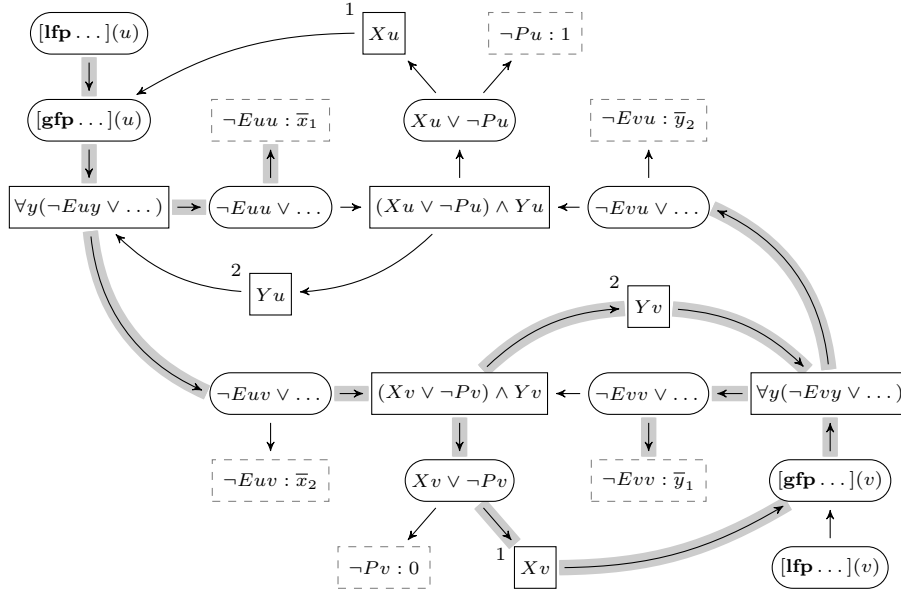 [lfp . . .](u)
1
Xu
¬Pu : 1
[gfp . . .](u)
¬Euu : x̅₁
Xu ∨ ¬Pu
¬Evu : y̅₂
∀y(¬Euy ∨ . . .)
¬Euu ∨ . . .
(Xu ∨ ¬Pu) ∧ Yu
¬Evu ∨ . . .
2
Yu
2
Yv
¬Euv ∨ . . .
(Xv ∨ ¬Pv) ∧ Yv
¬Evv ∨ . . .
∀y(¬Evy ∨ . . .)
¬Euv : x̅₂
Xv ∨ ¬Pv
¬Evv : y̅₁
[gfp . . .](v)
¬Pv : 0
1
Xv
[lfp . . .](v)